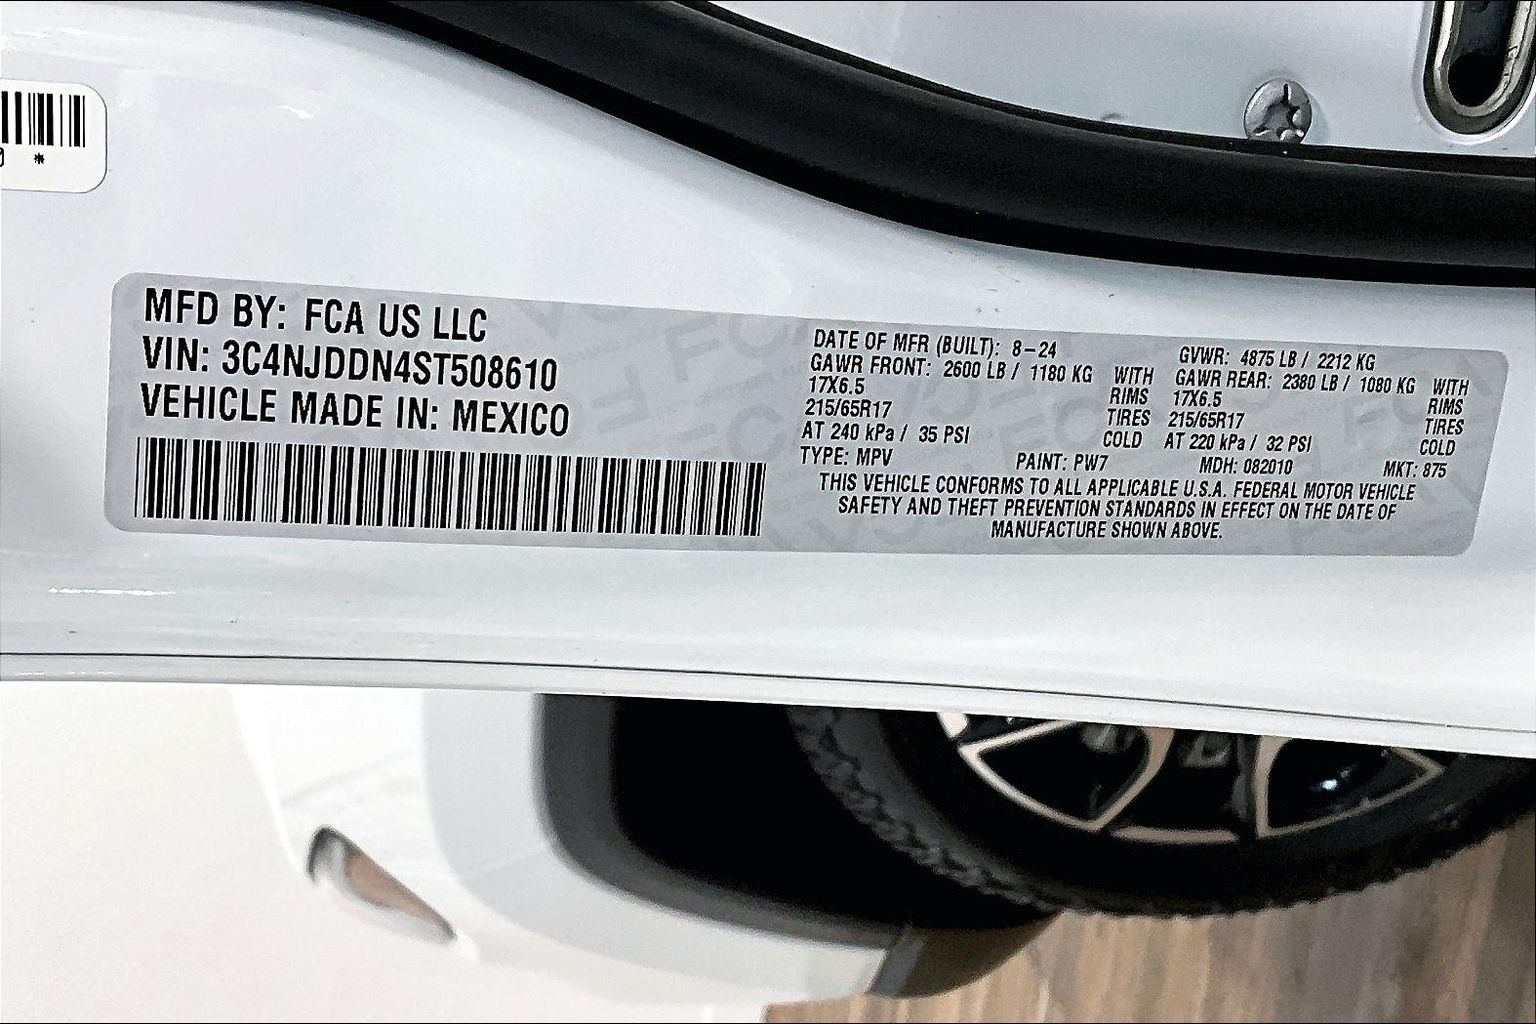 *
MFD BY: FCA US LLC
VIN: 3C4NJDDN4ST508610
VEHICLE MADE IN: MEXICO
DATE OF MFR (BUILT): 8-24 GVWR: 4875 LB / 2212 KG
GAWR FRONT: 2600 LB / 1180 KG WITH GAWR REAR: 2380 LB / 1080 KG WITH
17X6.5 RIMS 17X6.5 RIMS
215/65R17 TIRES 215/65R17 TIRES
AT 240 kPa / 35 PSI COLD AT 220 kPa / 32 PSI COLD
TYPE: MPV PAINT: PW7 MDH: 082010 MKT: 875
THIS VEHICLE CONFORMS TO ALL APPLICABLE U.S.A. FEDERAL MOTOR VEHICLE
SAFETY AND THEFT PREVENTION STANDARDS IN EFFECT ON THE DATE OF
MANUFACTURE SHOWN ABOVE.